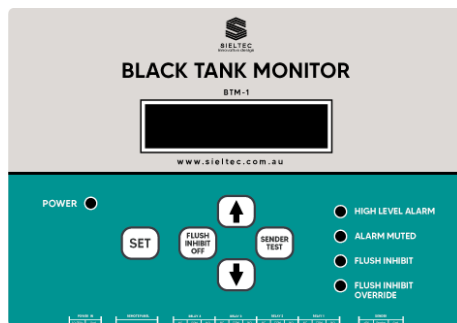 SIELTEC
BLACK TANK MONITOR
BTM-1
www.sieltec.com.au
POWER
SET
FLUSH
INHIBIT
OFF
SENDER
TEST
HIGH LEVEL ALARM
ALARM MUTED
FLUSH INHIBIT
FLUSH INHIBIT
OVERRIDE